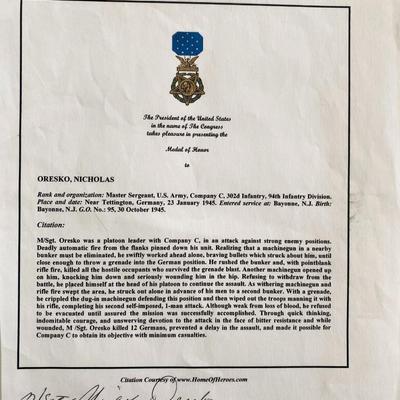 The President of the United States
in the name of The Congress
takes pleasure in presenting the
Medal of Honor
to
ORESKO, NICHOLAS
Rank and organization: Master Sergeant, U.S. Army, Company C, 302d Infantry, 94th Infantry Division.
Place and date: Near Tettington, Germany, 23 January 1945. Entered service at: Bayonne, N.J. Birth:
Bayonne, N.J. G.O. No.: 95, 30 October 1945.
Citation:
M/Sgt. Oresko was a platoon leader with Company C, in an attack against strong enemy positions.
Deadly automatic fire from the flanks pinned down his unit. Realizing that a machinegun in a nearby
bunker must be eliminated, he swiftly worked ahead alone, braving bullets which struck about him, until
close enough to throw a grenade into the German position. He rushed the bunker and, with pointblank
rifle fire, killed all the hostile occupants who survived the grenade blast. Another machinegun opened up
on him, knocking him down and seriously wounding him in the hip. Refusing to withdraw from the
battle, he placed himself at the head of his platoon to continue the assault. As withering machinegun and
rifle fire swept the area, he struck out alone in advance of his men to a second bunker. With a grenade,
he crippled the dug-in machinegun defending this position and then wiped out the troops manning it with
his rifle, completing his second self-imposed, 1-man attack. Although weak from loss of blood, he refused
to be evacuated until assured the mission was successfully accomplished. Through quick thinking,
indomitable courage, and unswerving devotion to the attack in the face of bitter resistance and while
wounded, M /Sgt. Oresko killed 12 Germans, prevented a delay in the assault, and made it possible for
Company C to obtain its objective with minimum casualties.
Citation Courtesy of www.HomeOfHeroes.com